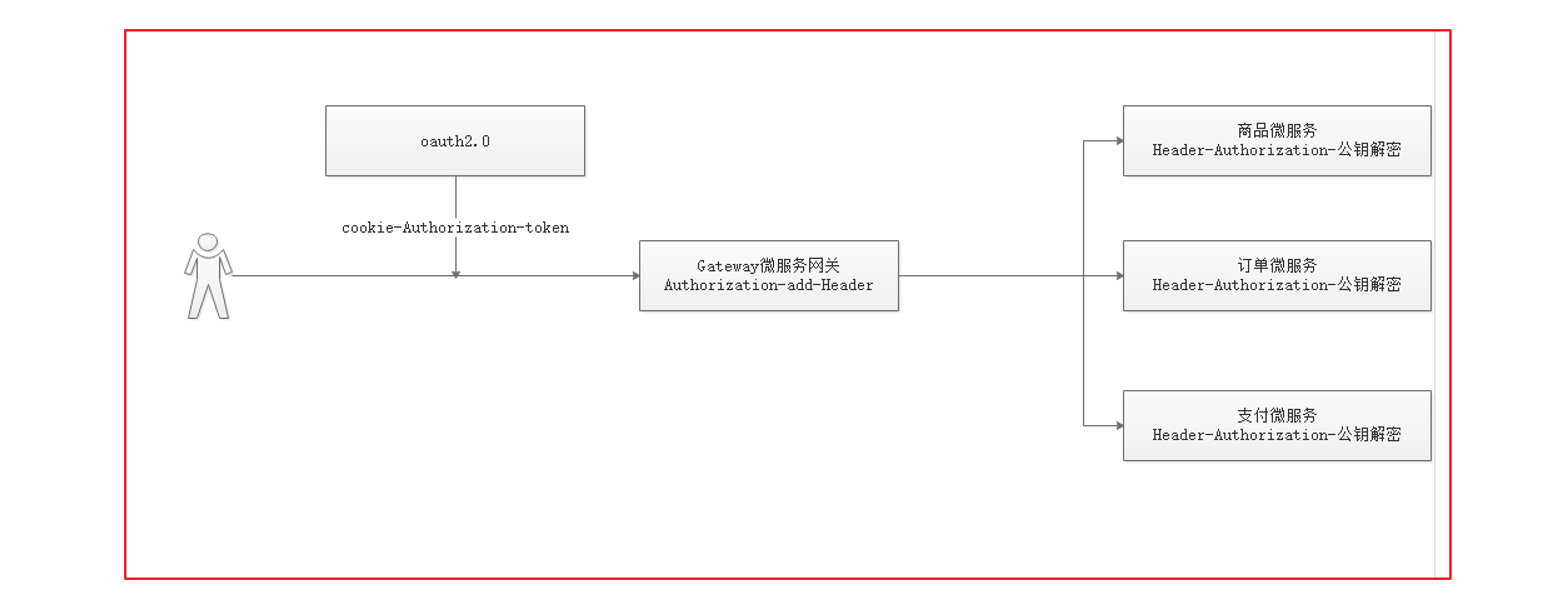 oauth2.0
cookie-Authorization-token
Gateway微服务网关
Authorization-add-Header
商品微服务
Header-Authorization-公钥解密
订单微服务
Header-Authorization-公钥解密
支付微服务
Header-Authorization-公钥解密